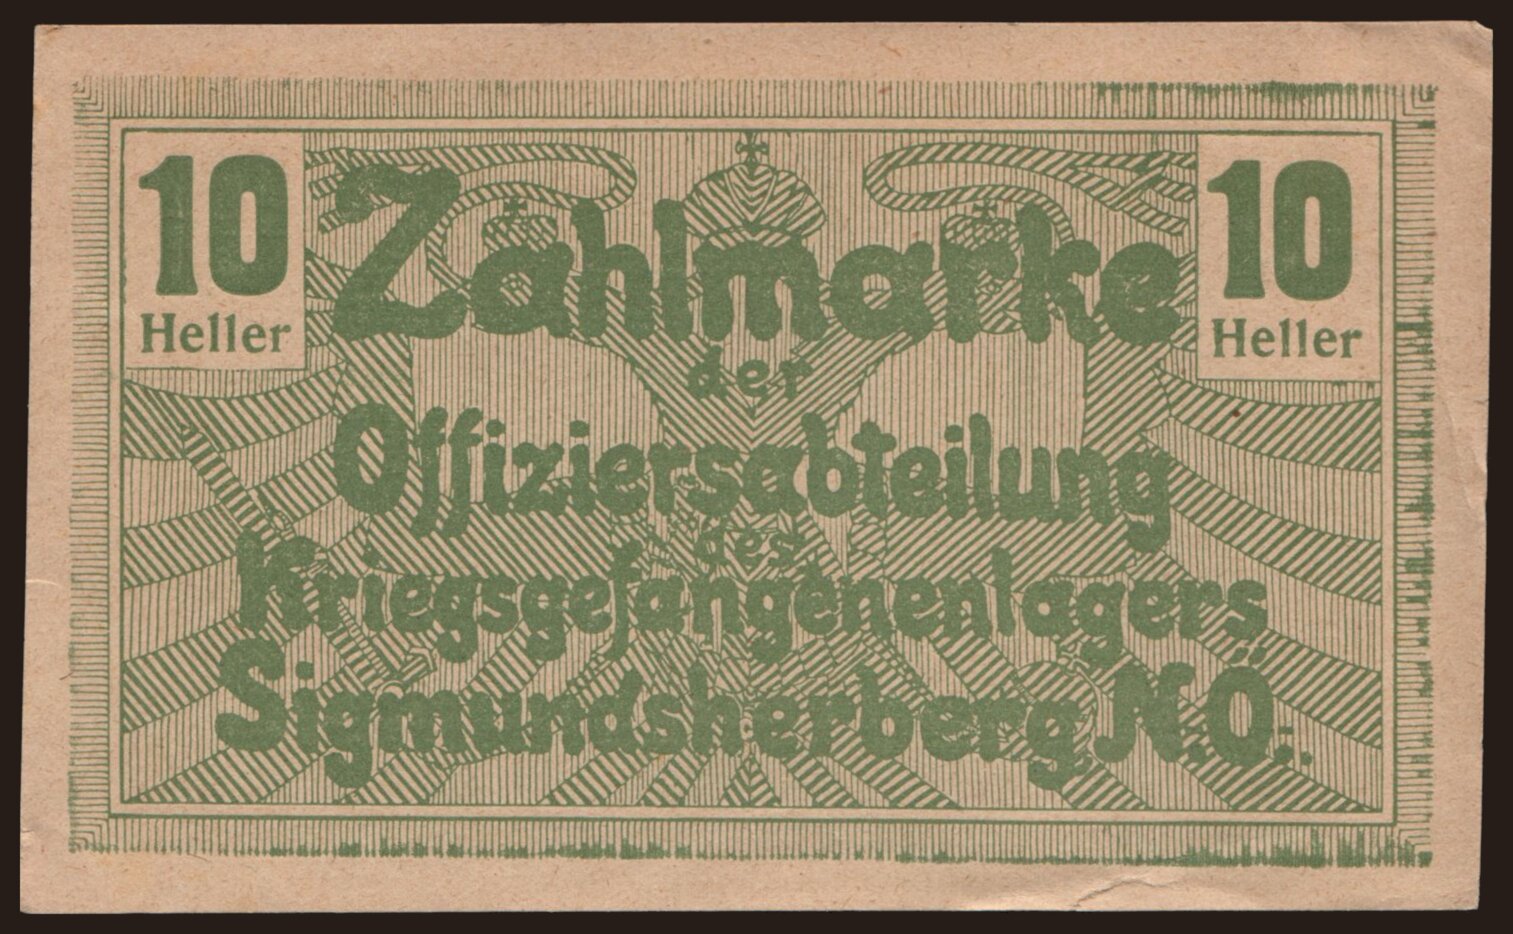 10
Heller
10
Heller
Zahlmarke
der
Offiziersabteilung
des
Kriegsgefangenenlagers
Sigmundsherberg N.Ö.